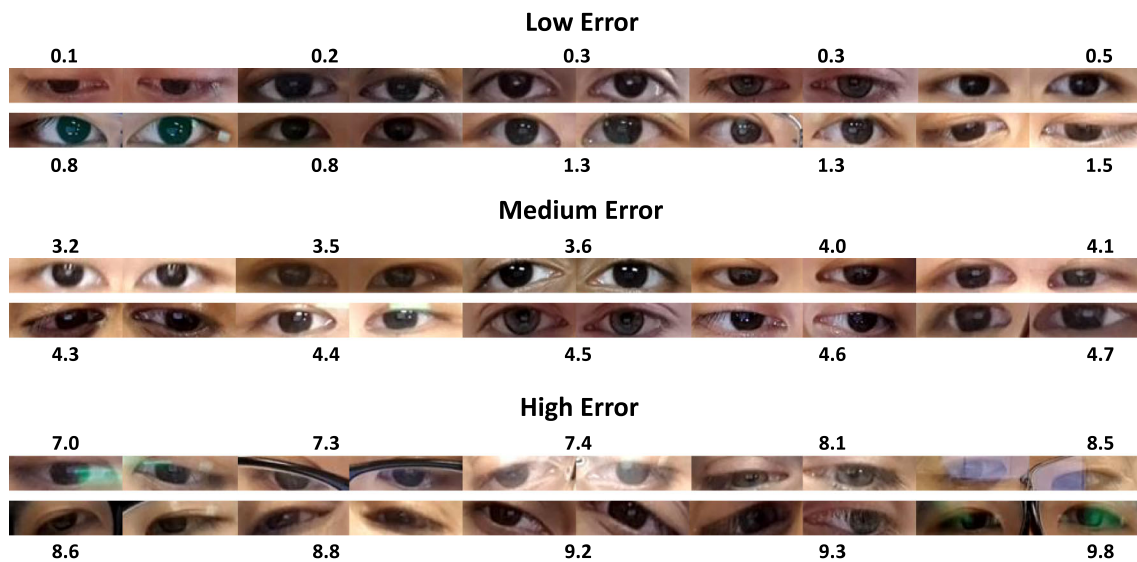 Low Error
0.1 0.2 0.3 0.3 0.5
0.8 0.8 1.3 1.3 1.5
Medium Error
3.2 3.5 3.6 4.0 4.1
4.3 4.4 4.5 4.6 4.7
High Error
7.0 7.3 7.4 8.1 8.5
8.6 8.8 9.2 9.3 9.8